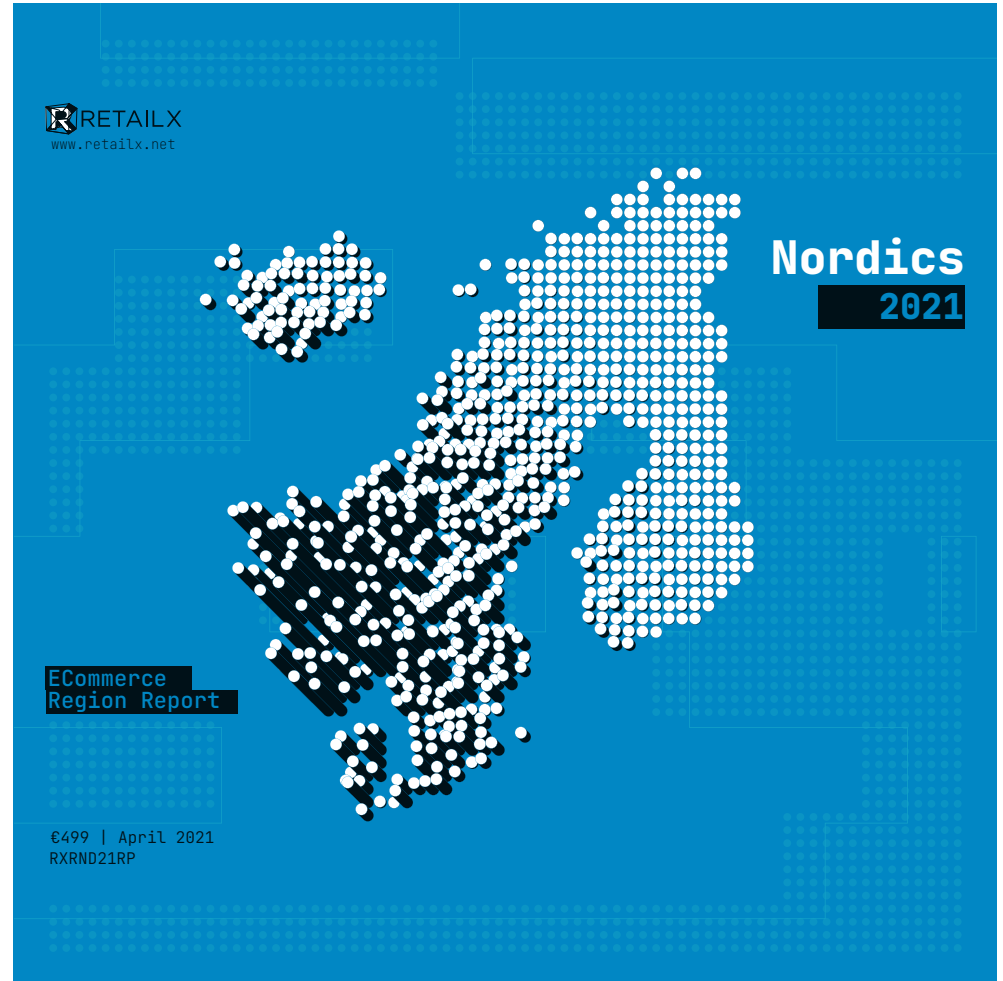 RETAILX
www.retailx.net
Nordics
2021
ECommerce
Region Report
€499 | April 2021
RXRND21RP